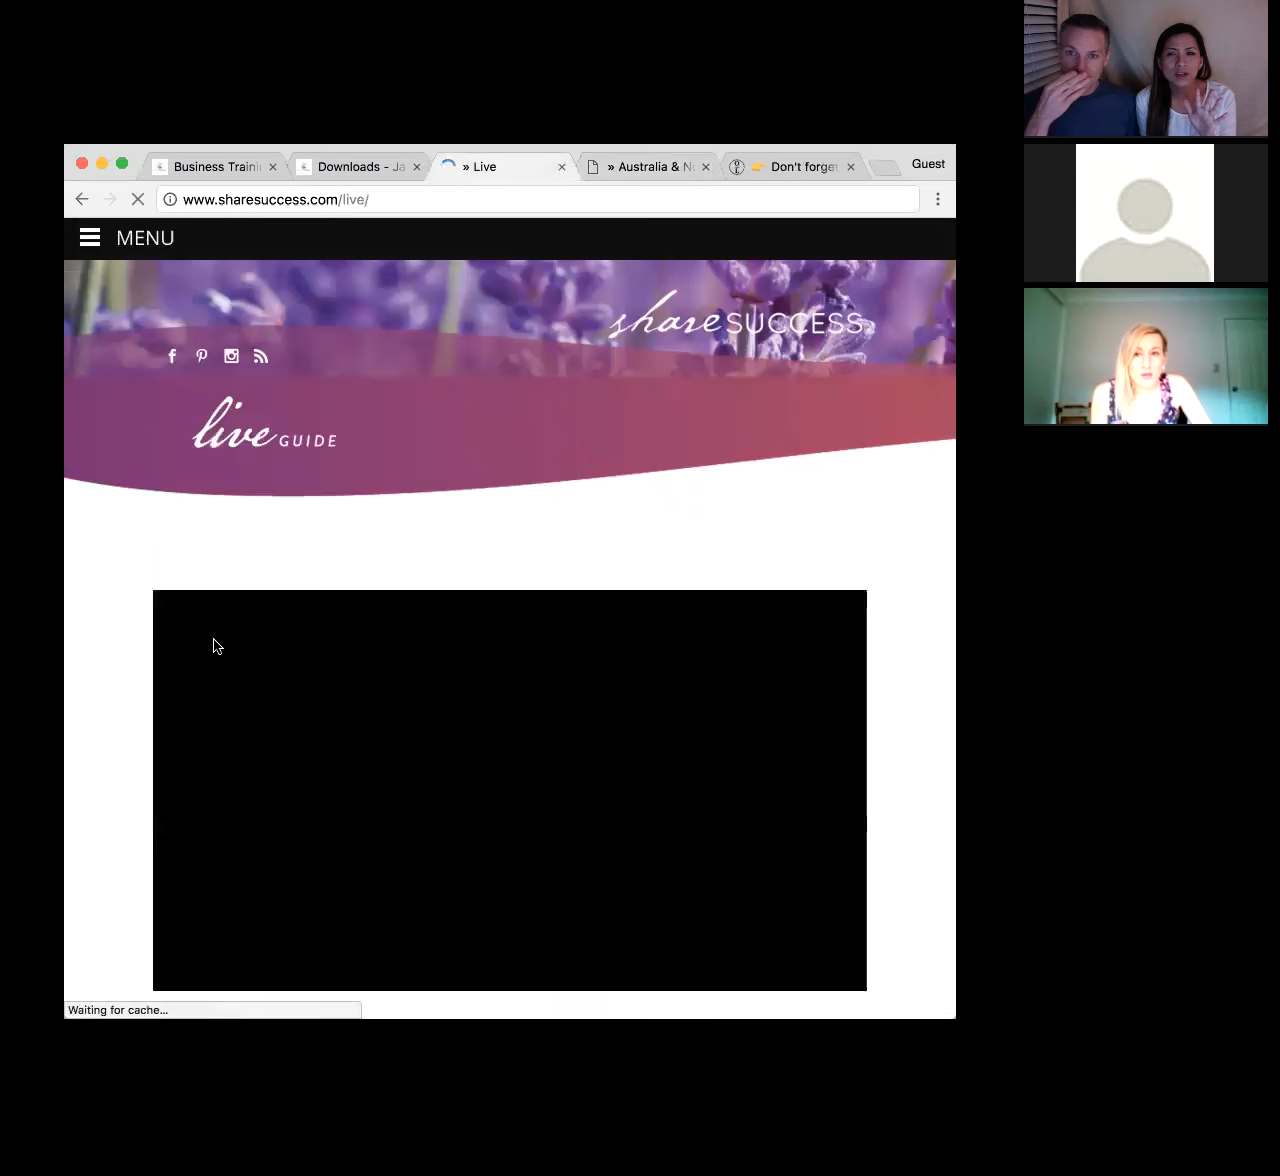 Business Traini
Downloads - Ja
» Live
» Australia & N
Don't forge
Guest
www.sharesuccess.com/live/
MENU
share SUCCESS
live GUIDE
Waiting for cache...